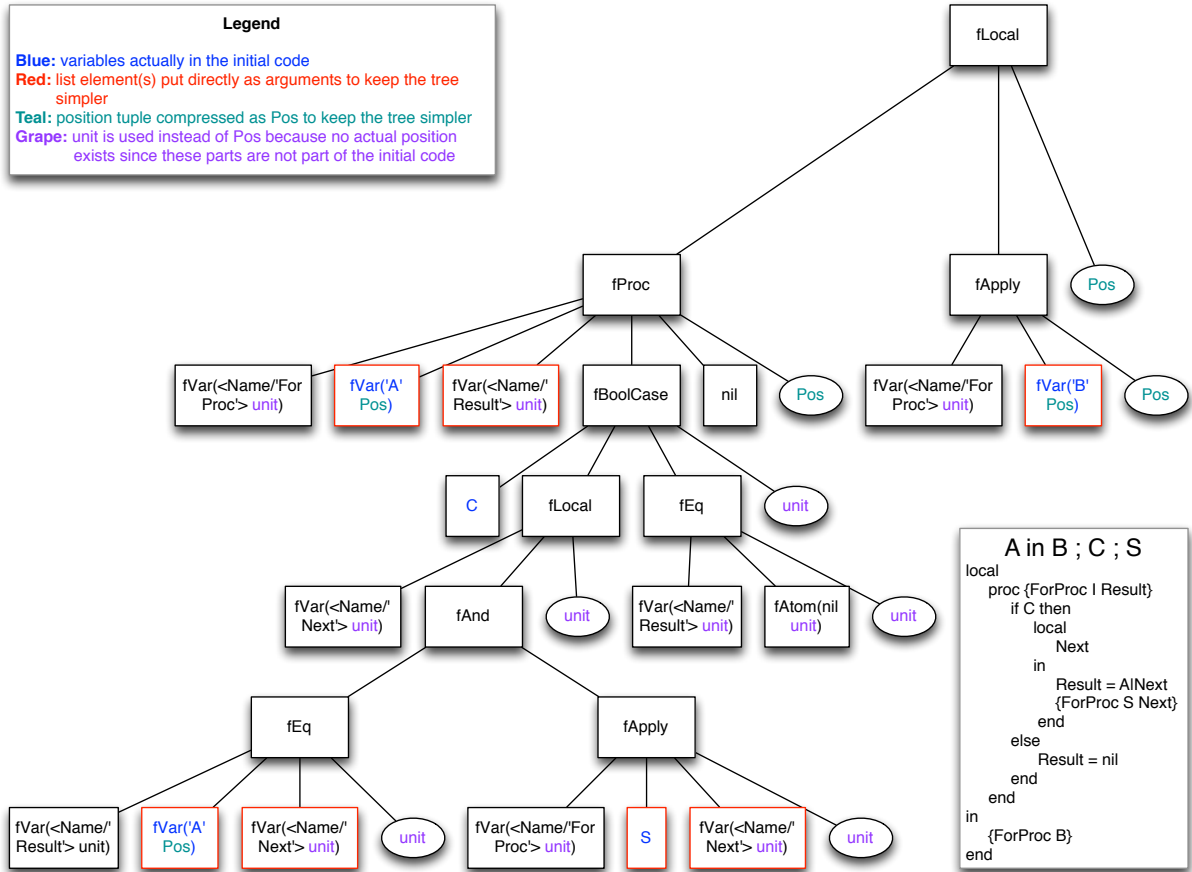 Legend
Blue: variables actually in the initial code
Red: list element(s) put directly as arguments to keep the tree
simpler
Teal: position tuple compressed as Pos to keep the tree simpler
Grape: unit is used instead of Pos because no actual position
exists since these parts are not part of the initial code
fLocal
fProc
fApply
Pos
fVar(<Name/'For
Proc'> unit)
fVar('A'
Pos)
fVar(<Name/'
Result'> unit)
fBoolCase
nil
Pos
fVar(<Name/'For
Proc'> unit)
fVar('B'
Pos)
Pos
C
fLocal
fEq
unit
fVar(<Name/'
Next'> unit)
fAnd
unit
fVar(<Name/'
Result'> unit)
fAtom(nil
unit)
unit
fEq
fApply
fVar(<Name/'
Result'> unit)
fVar('A'
Pos)
fVar(<Name/'
Next'> unit)
unit
fVar(<Name/'For
Proc'> unit)
S
fVar(<Name/'
Next'> unit)
unit
A in B ; C ; S
local
proc {ForProc I Result}
if C then
local
Next
in
Result = A|Next
{ForProc S Next}
end
else
Result = nil
end
end
in
{ForProc B}
end